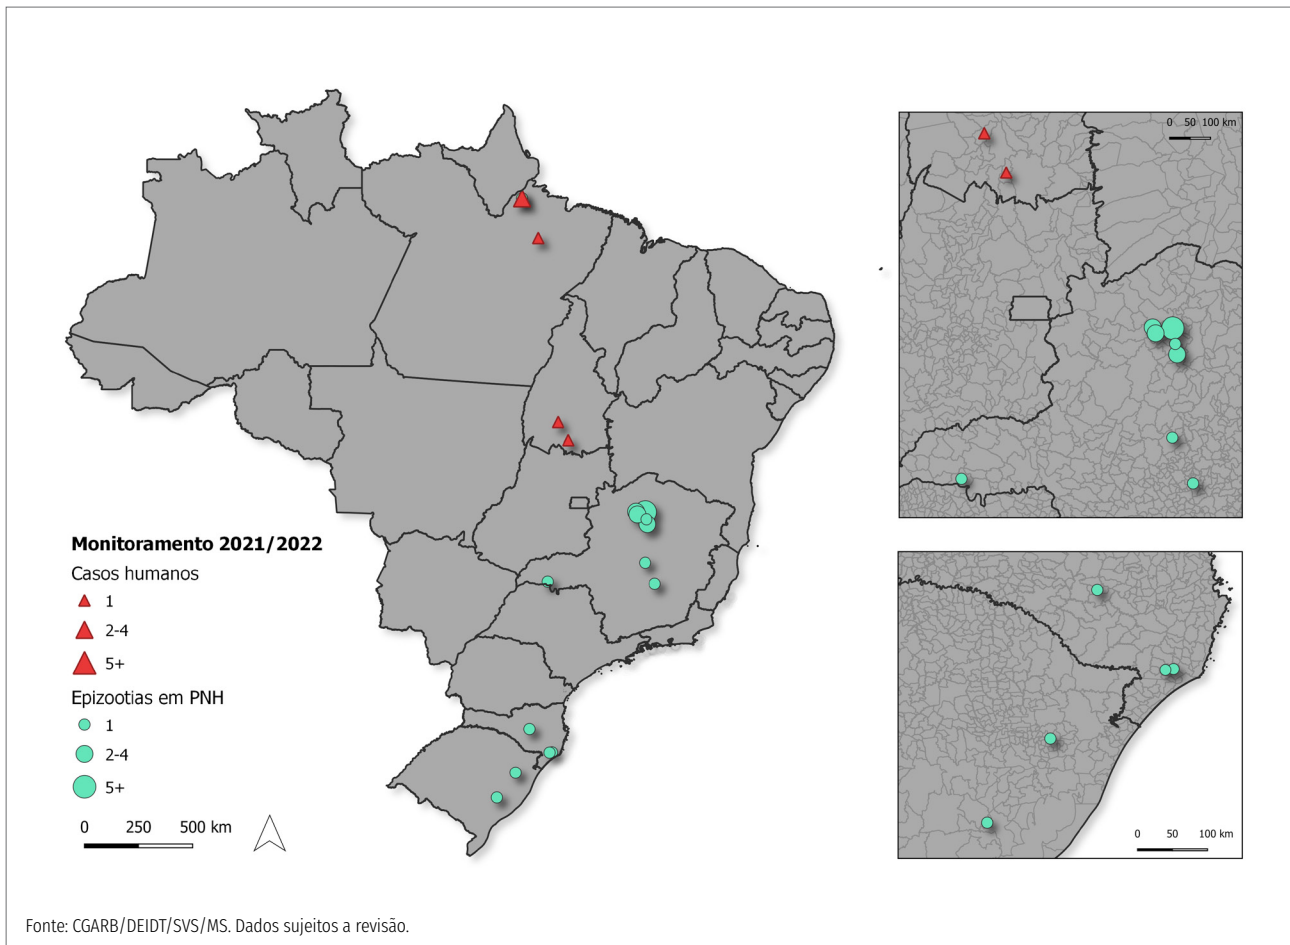 0 50 100 km
Monitoramento 2021/2022
Casos humanos
1
2-4
5+
Epizootias em PNH
1
2-4
5+
0 250 500 km
0 50 100 km
Fonte: CGARB/DEIDT/SVS/MS. Dados sujeitos a revisão.